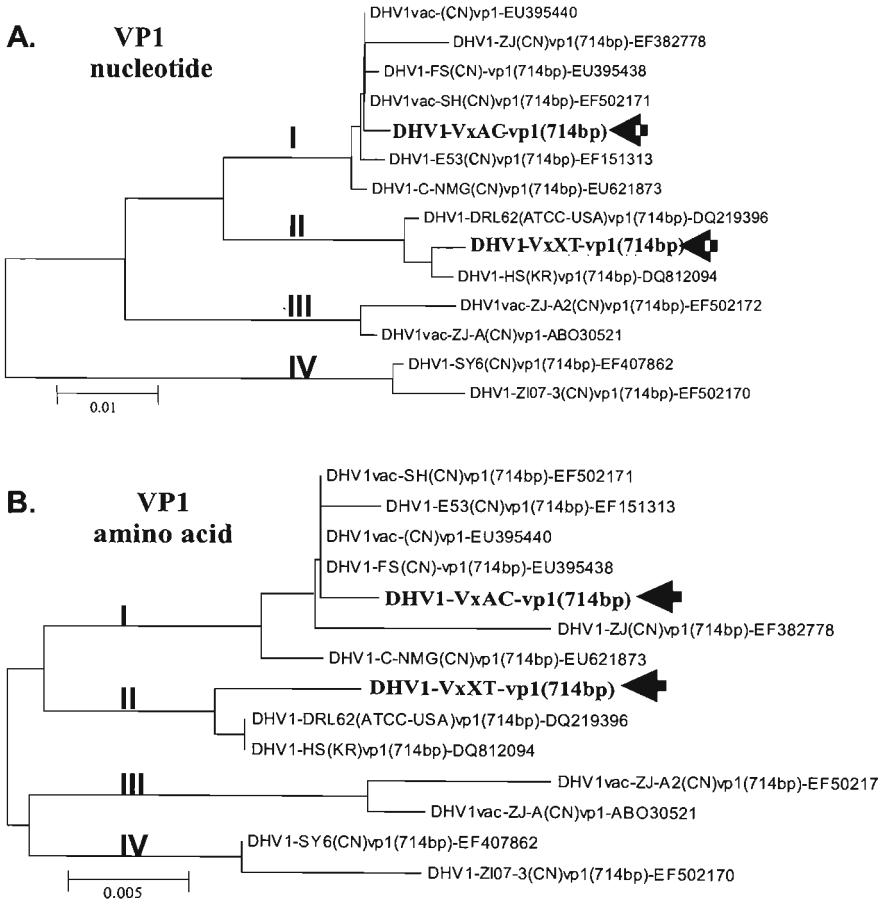 A.
VP1
nucleotide
DHV1vac-(CN)vp1-EU395440
DHV1-ZJ(CN)vp1(714bp)-EF382778
DHV1-FS(CN)-vp1(714bp)-EU395438
DHV1vac-SH(CN)vp1(714bp)-EF502171
DHV1-VxAC-vp1(714bp)
DHV1-E53(CN)vp1(714bp)-EF151313
DHV1-C-NMG(CN)vp1(714bp)-EU621873
DHV1-DRL62(ATCC-USA)vp1(714bp)-DQ219396
DHV1-VxXT-vp1(714bp)
DHV1-HS(KR)vp1(714bp)-DQ812094
DHV1vac-ZJ-A2(CN)vp1(714bp)-EF502172
DHV1vac-ZJ-A(CN)vp1-ABO30521
DHV1-SY6(CN)vp1(714bp)-EF407862
DHV1-ZI07-3(CN)vp1(714bp)-EF502170
I
II
III
IV
0.01
B.
VP1
amino acid
DHV1vac-SH(CN)vp1(714bp)-EF502171
DHV1-E53(CN)vp1(714bp)-EF151313
DHV1vac-(CN)vp1-EU395440
DHV1-FS(CN)-vp1(714bp)-EU395438
DHV1-VxAC-vp1(714bp)
DHV1-ZJ(CN)vp1(714bp)-EF382778
DHV1-C-NMG(CN)vp1(714bp)-EU621873
DHV1-VxXT-vp1(714bp)
DHV1-DRL62(ATCC-USA)vp1(714bp)-DQ219396
DHV1-HS(KR)vp1(714bp)-DQ812094
DHV1vac-ZJ-A2(CN)vp1(714bp)-EF50217
DHV1vac-ZJ-A(CN)vp1-ABO30521
DHV1-SY6(CN)vp1(714bp)-EF407862
DHV1-ZI07-3(CN)vp1(714bp)-EF502170
I
II
III
IV
0.005